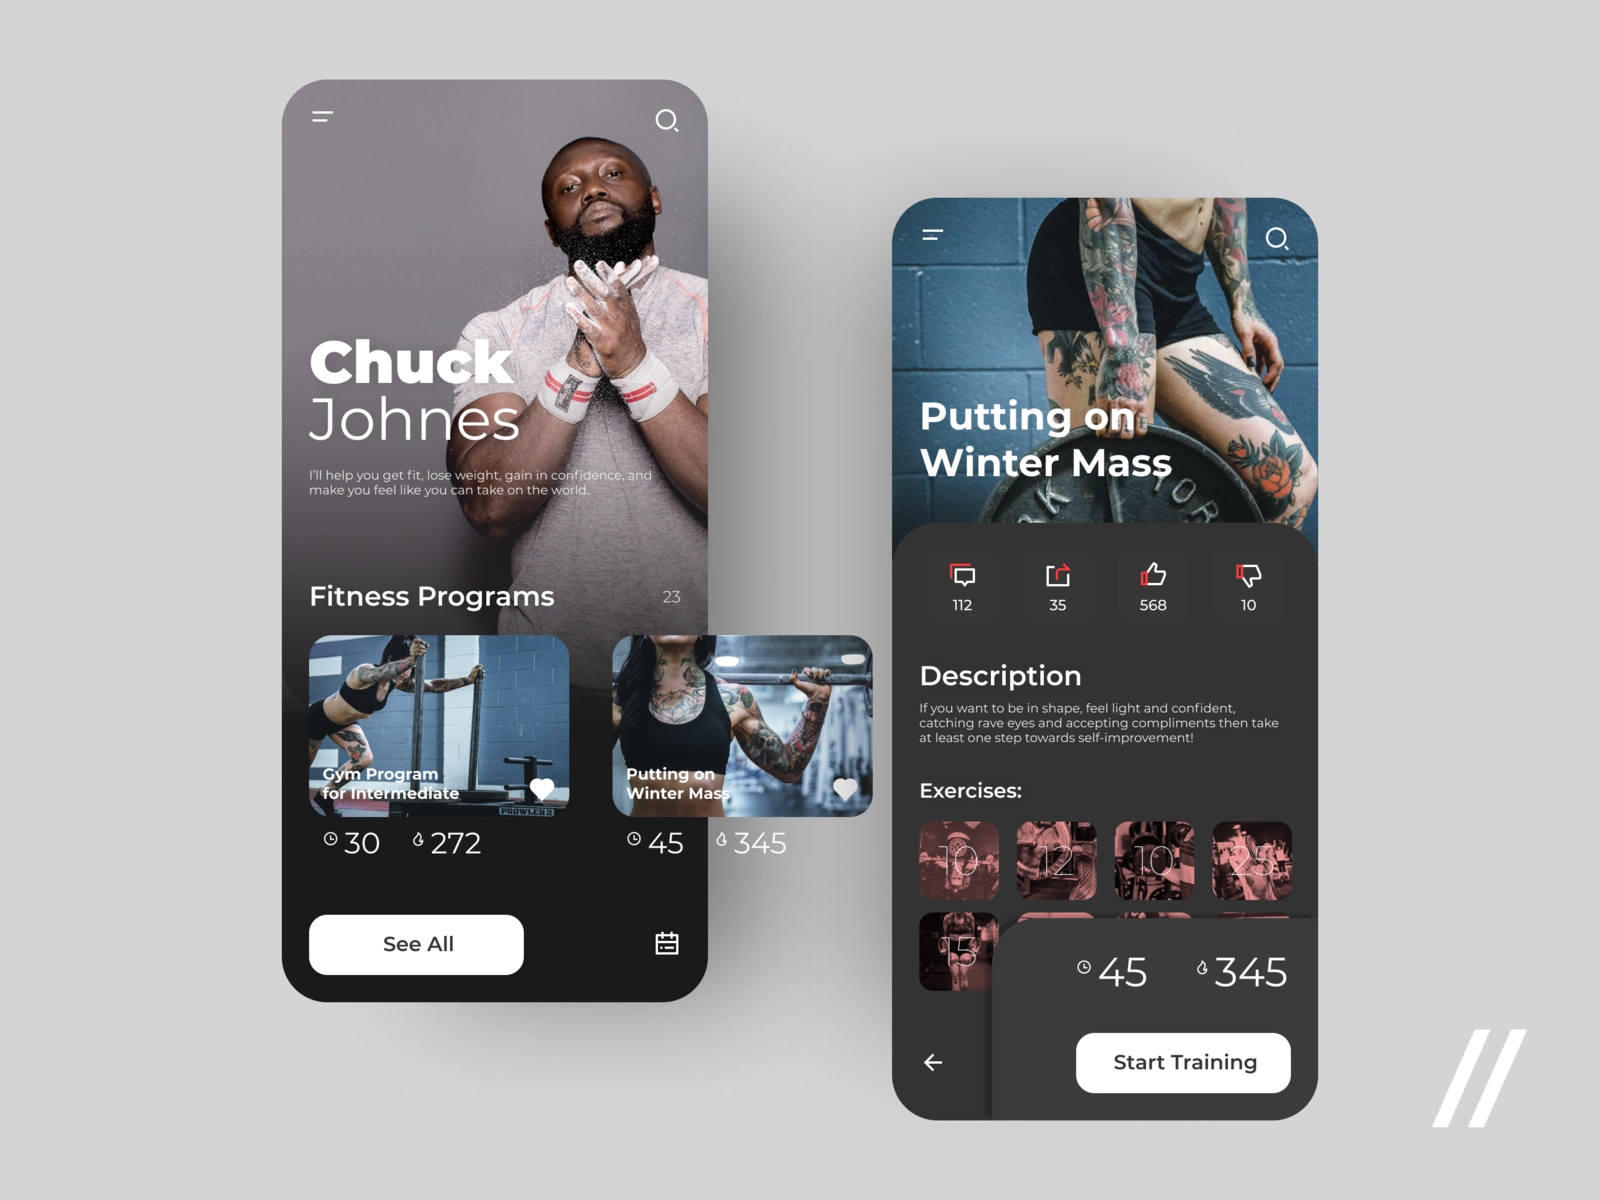 Chuck
Johnes
I'll help you get fit, lose weight, gain in confidence, and
make you feel like you can take on the world.
Fitness Programs
23
Gym Program
for Intermediate
PROWLER 2
30
272
Putting on
Winter Mass
45
345
See All
Putting on
Winter Mass
RK
YOR
112
35
568
10
Description
If you want to be in shape, feel light and confident,
catching rave eyes and accepting compliments then take
at least one step towards self-improvement!
Exercises:
10
12
10
25
15
45
345
Start Training